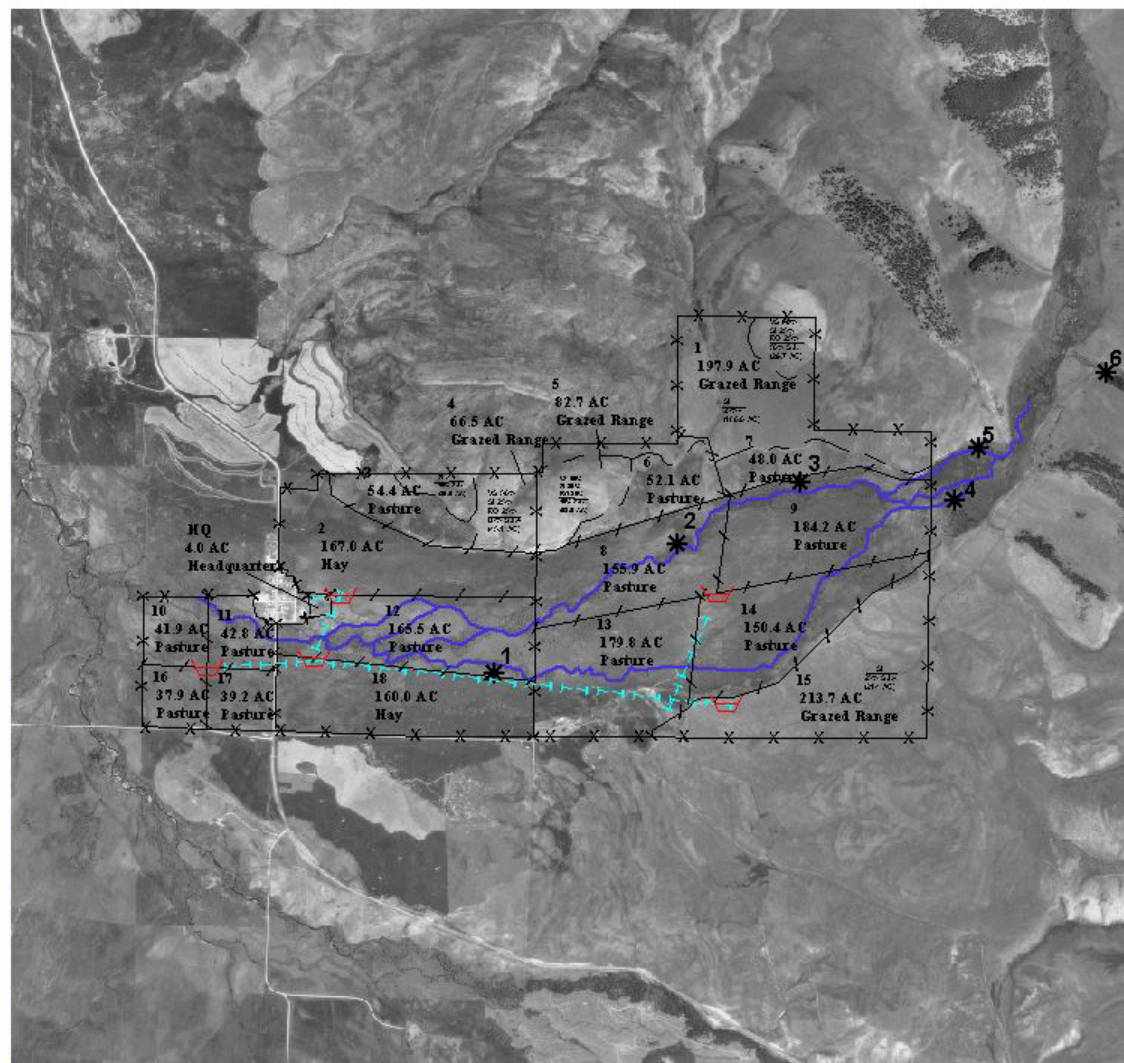 1
197.9 AC
Grazed Range
5
82.7 AC
Grazed Range
4
66.5 AC
Grazed Range
3
54.4 AC
Pasture
6
52.1 AC
Pasture
7
48.0 AC
Pasture
3
5
6
4
2
9
184.2 AC
Pasture
HQ
4.0 AC
Headquarters
2
167.0 AC
Hay
8
155.9 AC
Pasture
10
41.9 AC
Pasture
11
42.8 AC
Pasture
12
165.5 AC
Pasture
13
179.8 AC
Pasture
14
150.4 AC
Pasture
1
16
37.9 AC
Pasture
17
39.2 AC
Pasture
18
160.0 AC
Hay
15
213.7 AC
Grazed Range